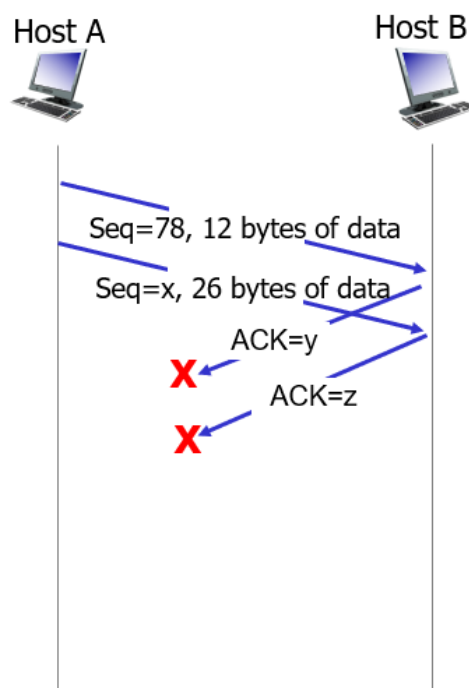 Host A
Host B
Seq=78, 12 bytes of data
Seq=x, 26 bytes of data
ACK=y
X
ACK=z
X